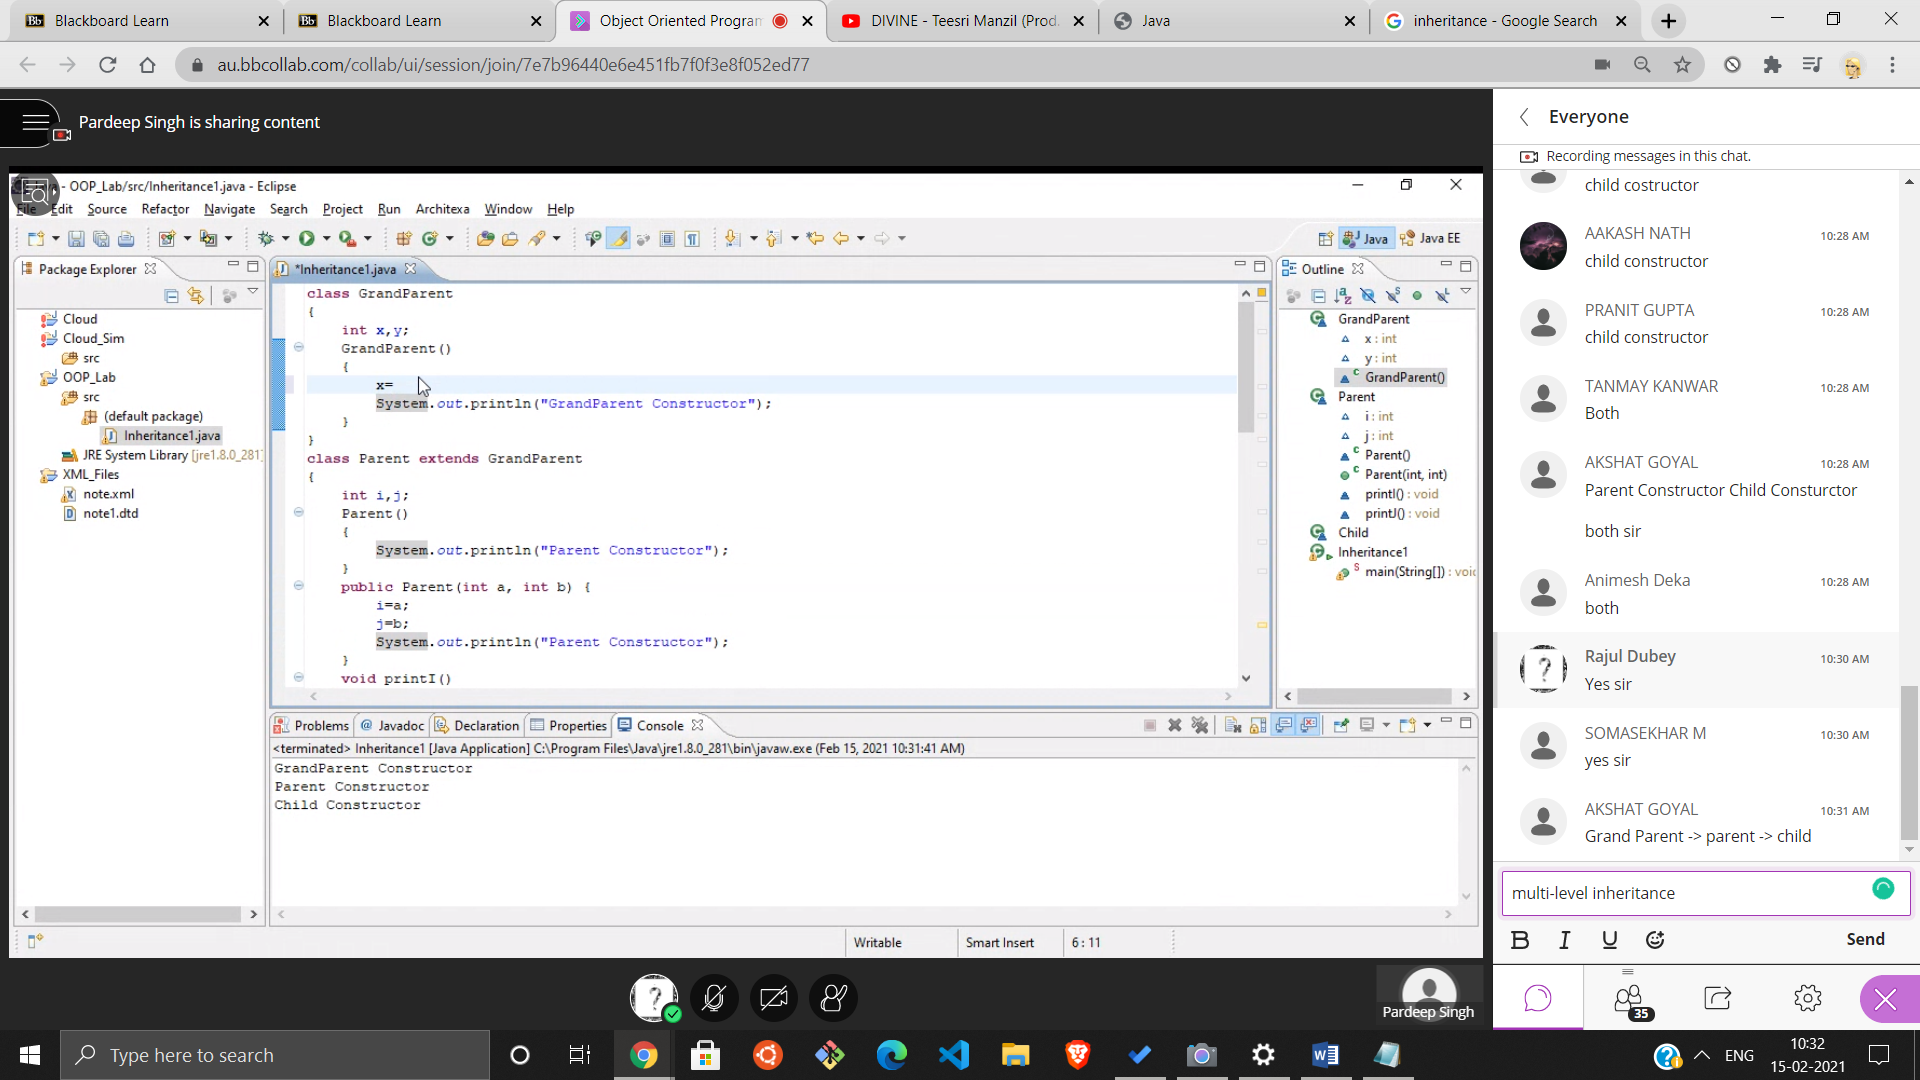 Blackboard Learn
Blackboard Learn
Object Oriented Program
DIVINE - Teesri Manzil (Prod.
Java
inheritance - Google Search
au.bbcollab.com/collab/ui/session/join/7e7b96440e6e451fb7f0f3e8f052ed77
Pardeep Singh is sharing content
- OOP_Lab/src/Inheritance1.java - Eclipse
File Edit Source Refactor Navigate Search Project Run Architexa Window Help
Java
Java EE
Package Explorer
Cloud
Cloud_Sim
src
OOP_Lab
src
(default package)
Inheritance1.java
JRE System Library [jre1.8.0_281]
XML_Files
note.xml
note1.dtd
*Inheritance1.java
class GrandParent
{
int x,y;
GrandParent()
{
x=
System.out.println("GrandParent Constructor");
}
}
class Parent extends GrandParent
{
int i,j;
Parent()
{
System.out.println("Parent Constructor");
}
public Parent(int a, int b) {
i=a;
j=b;
System.out.println("Parent Constructor");
}
void printI()
Outline
GrandParent
x : int
y : int
GrandParent()
Parent
i : int
j : int
Parent()
Parent(int, int)
printI() : void
printJ() : void
Child
Inheritance1
main(String[]) : voic
Problems
Javadoc
Declaration
Properties
Console
<terminated> Inheritance1 [Java Application] C:\Program Files\Java\jre1.8.0_281\bin\javaw.exe (Feb 15, 2021 10:31:41 AM)
GrandParent Constructor
Parent Constructor
Child Constructor
Writable
Smart Insert
6 : 11
Pardeep Singh
Everyone
Recording messages in this chat.
child costructor
AAKASH NATH 10:28 AM
child constructor
PRANIT GUPTA 10:28 AM
child constructor
TANMAY KANWAR 10:28 AM
Both
AKSHAT GOYAL 10:28 AM
Parent Constructor Child Consturctor
both sir
Animesh Deka 10:28 AM
both
Rajul Dubey 10:30 AM
Yes sir
SOMASEKHAR M 10:30 AM
yes sir
AKSHAT GOYAL 10:31 AM
Grand Parent -> parent -> child
multi-level inheritance
B I U
Send
35
Type here to search
ENG
10:32
15-02-2021